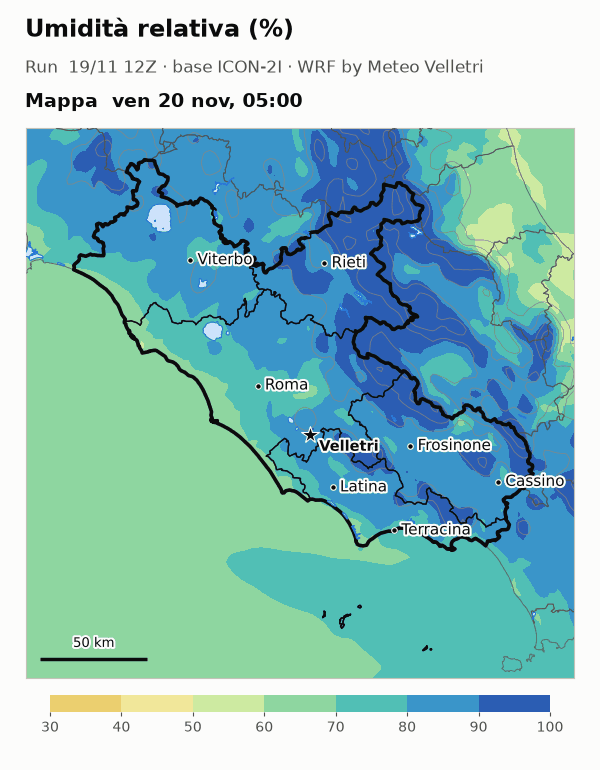 Umidità relativa (%)
Run  19/11 12Z · base ICON-2I · WRF by Meteo Velletri
Mappa  ven 20 nov, 05:00
Viterbo
Rieti
Roma
Velletri
Frosinone
Cassino
Latina
Terracina
50 km
30 40 50 60 70 80 90 100